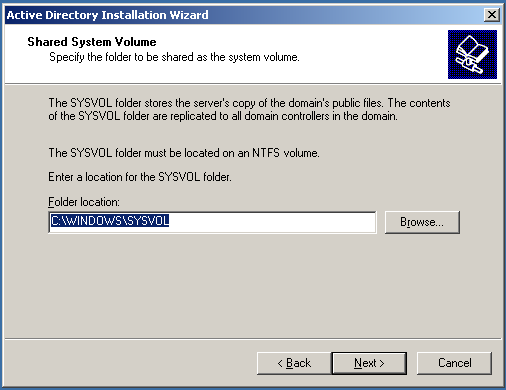 Active Directory Installation Wizard
Shared System Volume
Specify the folder to be shared as the system volume.
The SYSVOL folder stores the server's copy of the domain's public files. The contents
of the SYSVOL folder are replicated to all domain controllers in the domain.
The SYSVOL folder must be located on an NTFS volume.
Enter a location for the SYSVOL folder.
Folder location:
C:\WINDOWS\SYSVOL
Browse...
< Back
Next >
Cancel